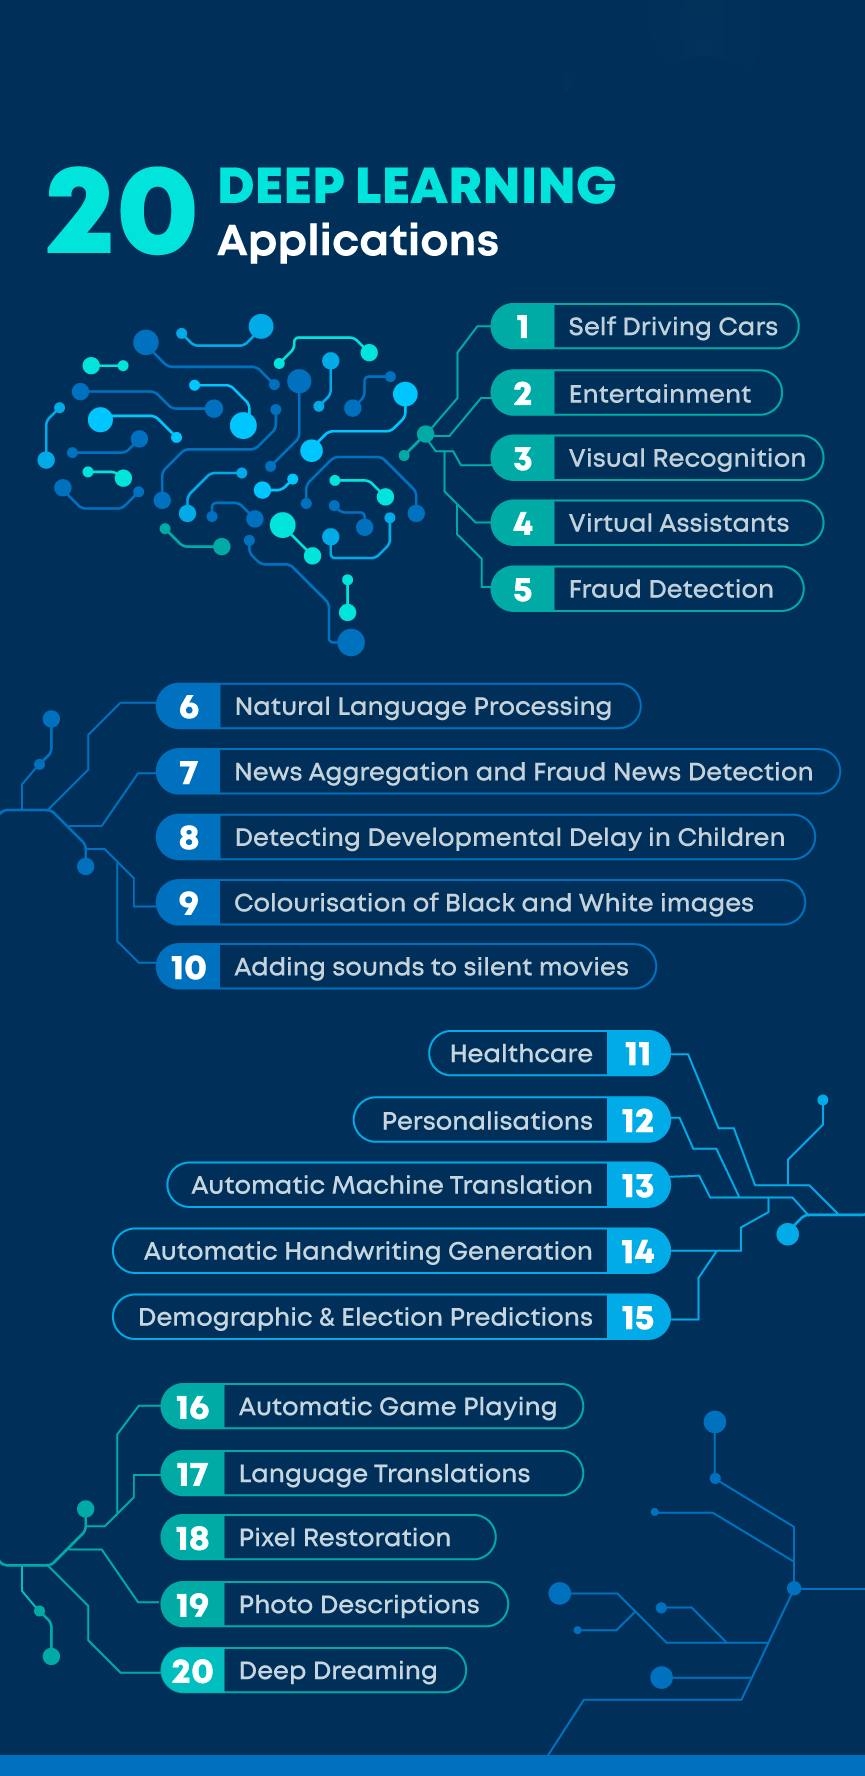 20 DEEP LEARNING
Applications
1 Self Driving Cars
2 Entertainment
3 Visual Recognition
4 Virtual Assistants
5 Fraud Detection
6 Natural Language Processing
7 News Aggregation and Fraud News Detection
8 Detecting Developmental Delay in Children
9 Colourisation of Black and White images
10 Adding sounds to silent movies
Healthcare 11
Personalisations 12
Automatic Machine Translation 13
Automatic Handwriting Generation 14
Demographic & Election Predictions 15
16 Automatic Game Playing
17 Language Translations
18 Pixel Restoration
19 Photo Descriptions
20 Deep Dreaming